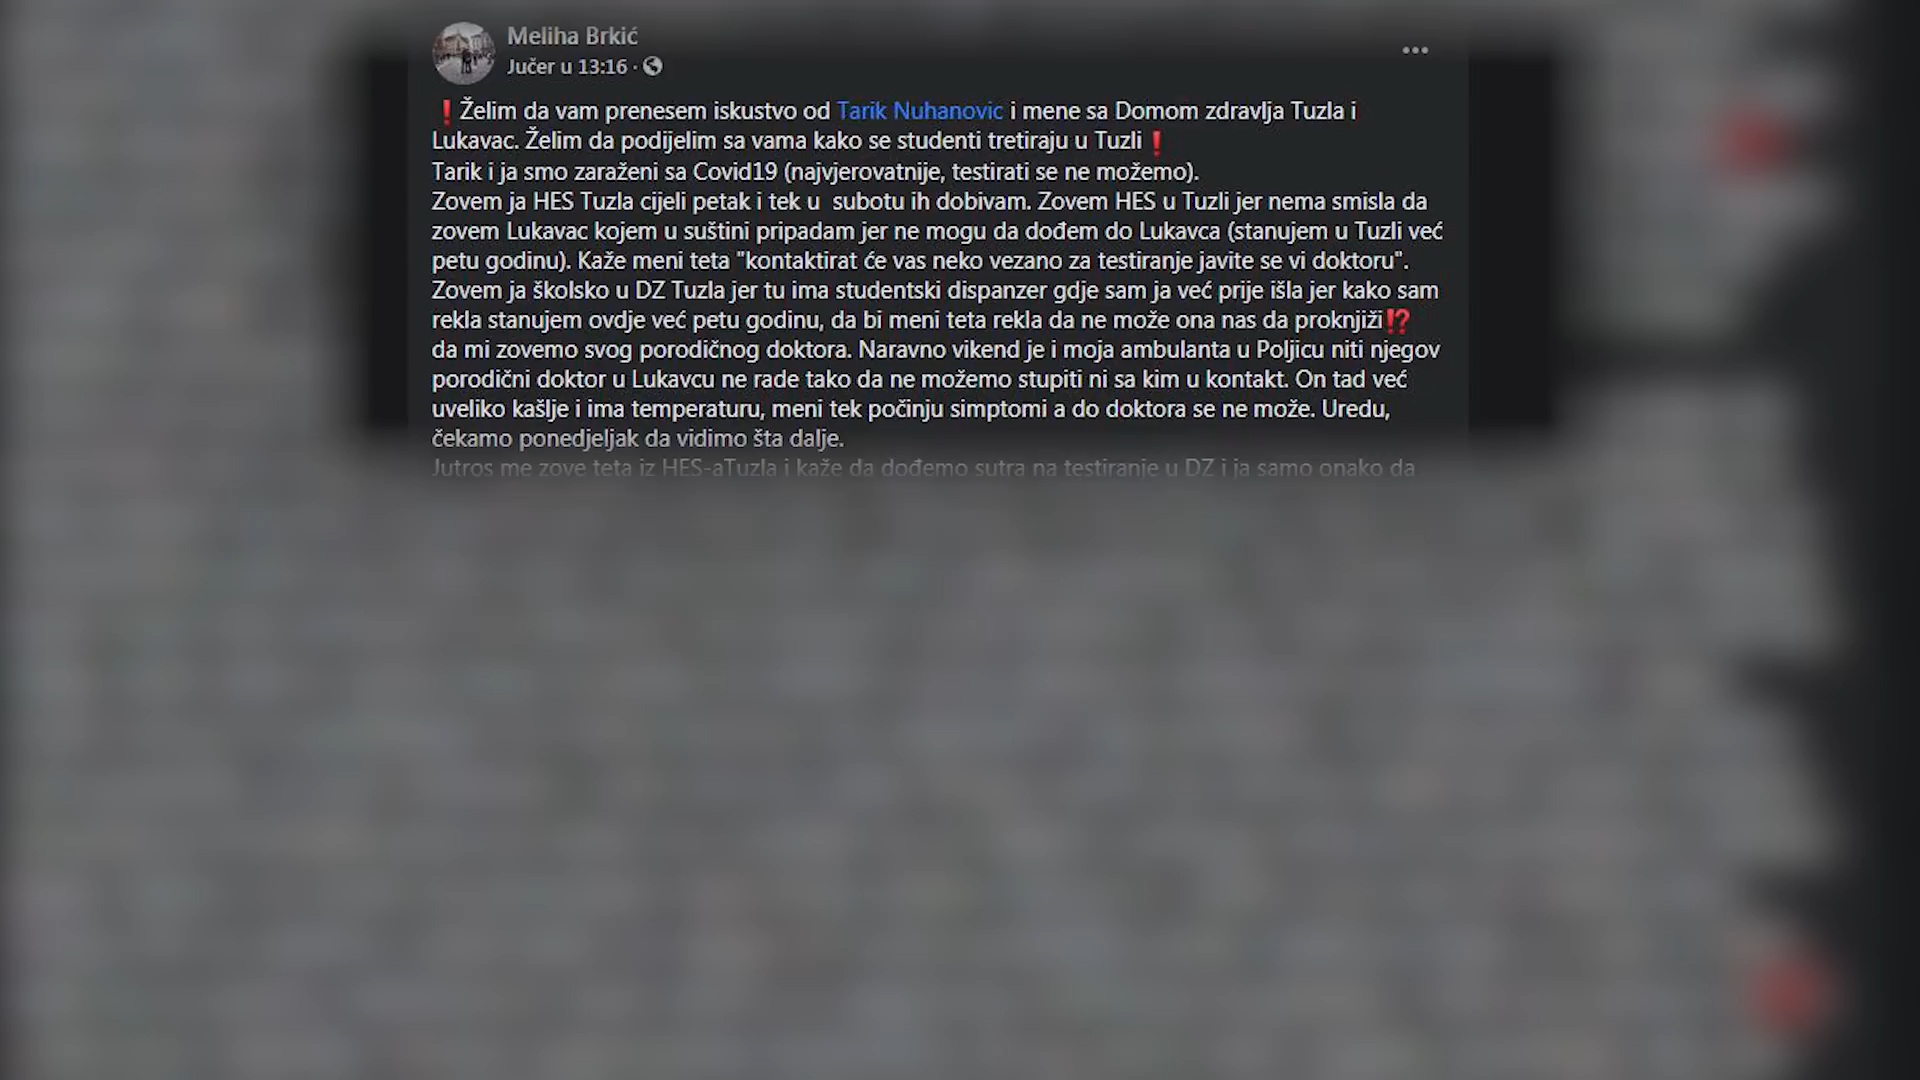 Meliha Brkić
Jučer u 13:16 ·
❗Želim da vam prenesem iskustvo od Tarik Nuhanovic i mene sa Domom zdravlja Tuzla i
Lukavac. Želim da podijelim sa vama kako se studenti tretiraju u Tuzli❗
Tarik i ja smo zaraženi sa Covid19 (najvjerovatnije, testirati se ne možemo).
Zovem ja HES Tuzla cijeli petak i tek u  subotu ih dobivam. Zovem HES u Tuzli jer nema smisla da
zovem Lukavac kojem u suštini pripadam jer ne mogu da dođem do Lukavca (stanujem u Tuzli već
petu godinu). Kaže meni teta "kontaktirat će vas neko vezano za testiranje javite se vi doktoru".
Zovem ja školsko u DZ Tuzla jer tu ima studentski dispanzer gdje sam ja već prije išla jer kako sam
rekla stanujem ovdje već petu godinu, da bi meni teta rekla da ne može ona nas da proknjiži⁉
da mi zovemo svog porodičnog doktora. Naravno vikend je i moja ambulanta u Poljicu niti njegov
porodični doktor u Lukavcu ne rade tako da ne možemo stupiti ni sa kim u kontakt. On tad već
uveliko kašlje i ima temperaturu, meni tek počinju simptomi a do doktora se ne može. Uredu,
čekamo ponedjeljak da vidimo šta dalje.
Jutros me zove teta iz HES-aTuzla i kaže da dođemo sutra na testiranje u DZ i ja samo onako da